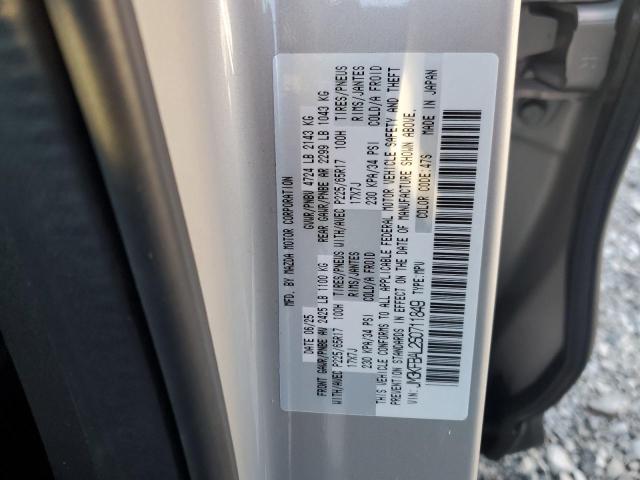 MFD. BY MAZDA MOTOR CORPORATION
DATE 06/25 GVWR/PNBV 4724 LB 2143 KG
FRONT GAWR/PNBE AV 2425 LB 1100 KG REAR GAWR/PNBE AR 2299 LB 1043 KG
WITH/AVEC P225/65R17 100H TIRES/PNEUS WITH/AVEC P225/65R17 100H TIRES/PNEUS
17X7J RIMS/JANTES 17X7J RIMS/JANTES
230 KPA/34 PSI COLD/A FROID 230 KPA/34 PSI COLD/A FROID
THIS VEHICLE CONFORMS TO ALL APPLICABLE FEDERAL MOTOR VEHICLE SAFETY AND THEFT
PREVENTION STANDARDS IN EFFECT ON THE DATE OF MANUFACTURE SHOWN ABOVE.
COLOR CODE:47S MADE IN JAPAN
VIN: TYPE:MPV